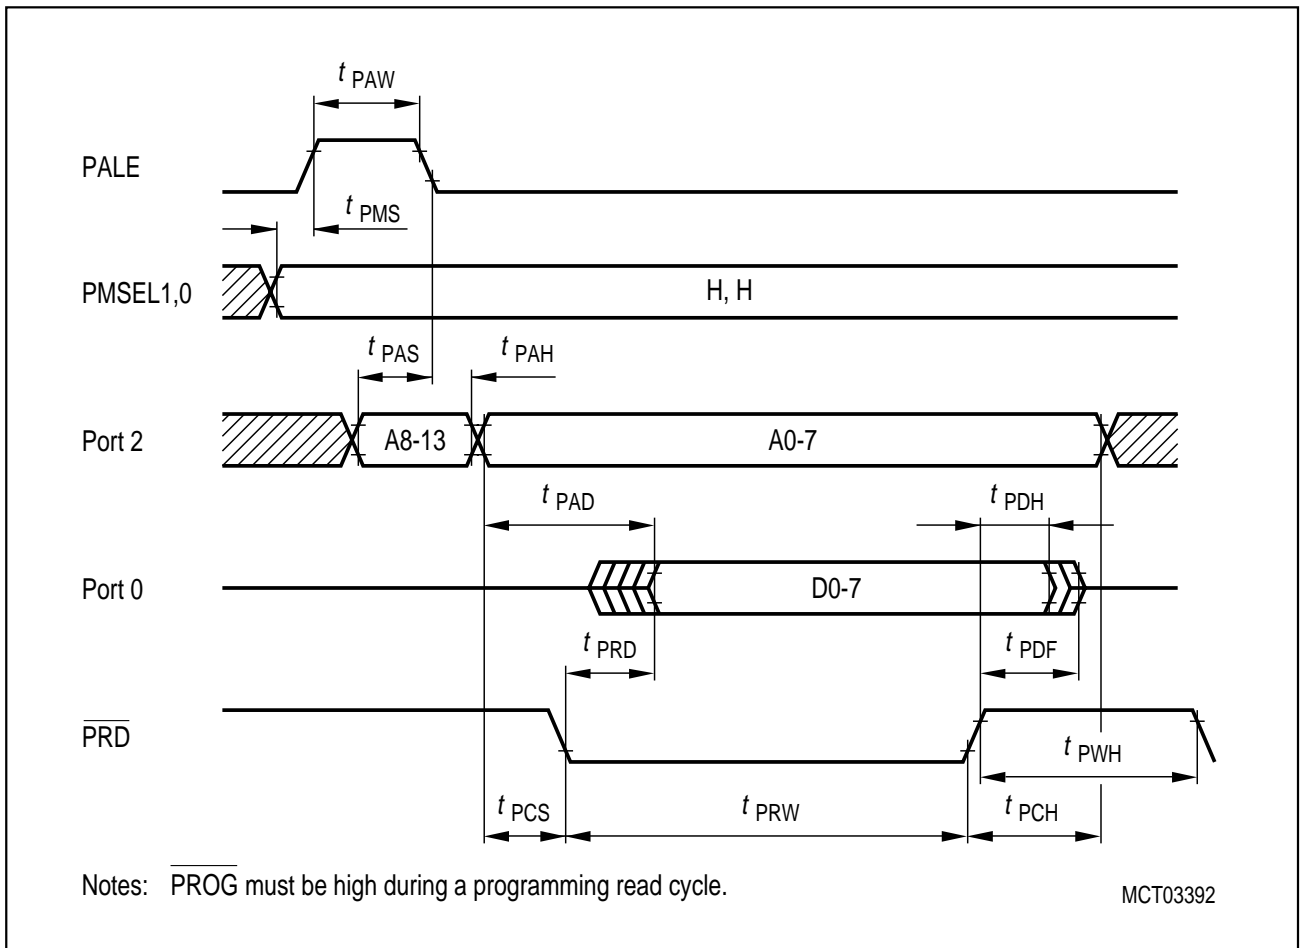 t PAW
PALE
t PMS
PMSEL1,0
H, H
t PAS
t PAH
Port 2
A8-13
A0-7
t PAD
t PDH
Port 0
D0-7
t PRD
t PDF
PRD
t PWH
t PCS
t PRW
t PCH
Notes: PROG must be high during a programming read cycle.
MCT03392